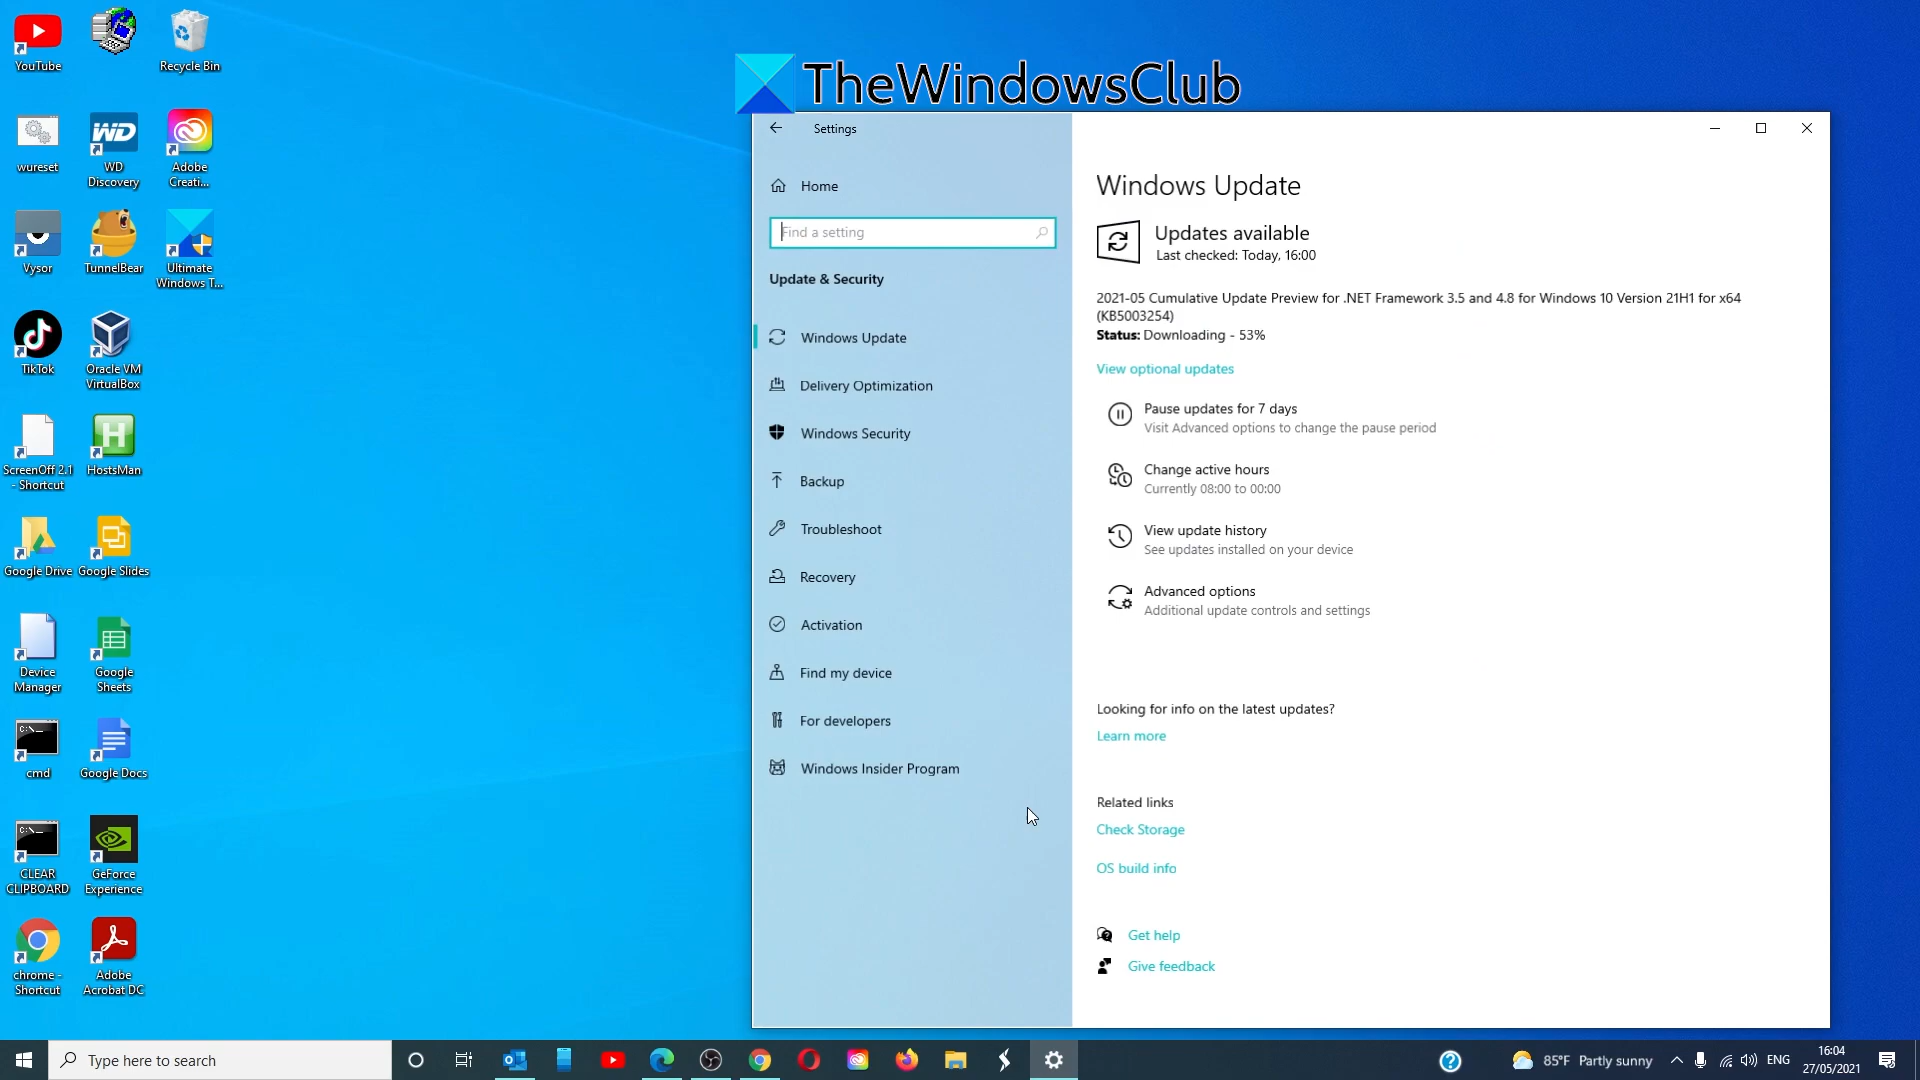 YouTube
Recycle Bin
wureset
WD
Discovery
Adobe
Creati...
Vysor
TunnelBear
Ultimate
Windows T...
TikTok
Oracle VM
VirtualBox
ScreenOff 2.1
- Shortcut
HostsMan
Google Drive
Google Slides
Device
Manager
Google
Sheets
cmd
Google Docs
CLEAR
CLIPBOARD
GeForce
Experience
chrome -
Shortcut
Adobe
Acrobat DC
TheWindowsClub
Settings
Home
Find a setting
Update & Security
Windows Update
Delivery Optimization
Windows Security
Backup
Troubleshoot
Recovery
Activation
Find my device
For developers
Windows Insider Program
Windows Update
Updates available
Last checked: Today, 16:00
2021-05 Cumulative Update Preview for .NET Framework 3.5 and 4.8 for Windows 10 Version 21H1 for x64
(KB5003254)
Status: Downloading - 53%
View optional updates
Pause updates for 7 days
Visit Advanced options to change the pause period
Change active hours
Currently 08:00 to 00:00
View update history
See updates installed on your device
Advanced options
Additional update controls and settings
Looking for info on the latest updates?
Learn more
Related links
Check Storage
OS build info
Get help
Give feedback
Type here to search
85°F Partly sunny
ENG
16:04
27/05/2021